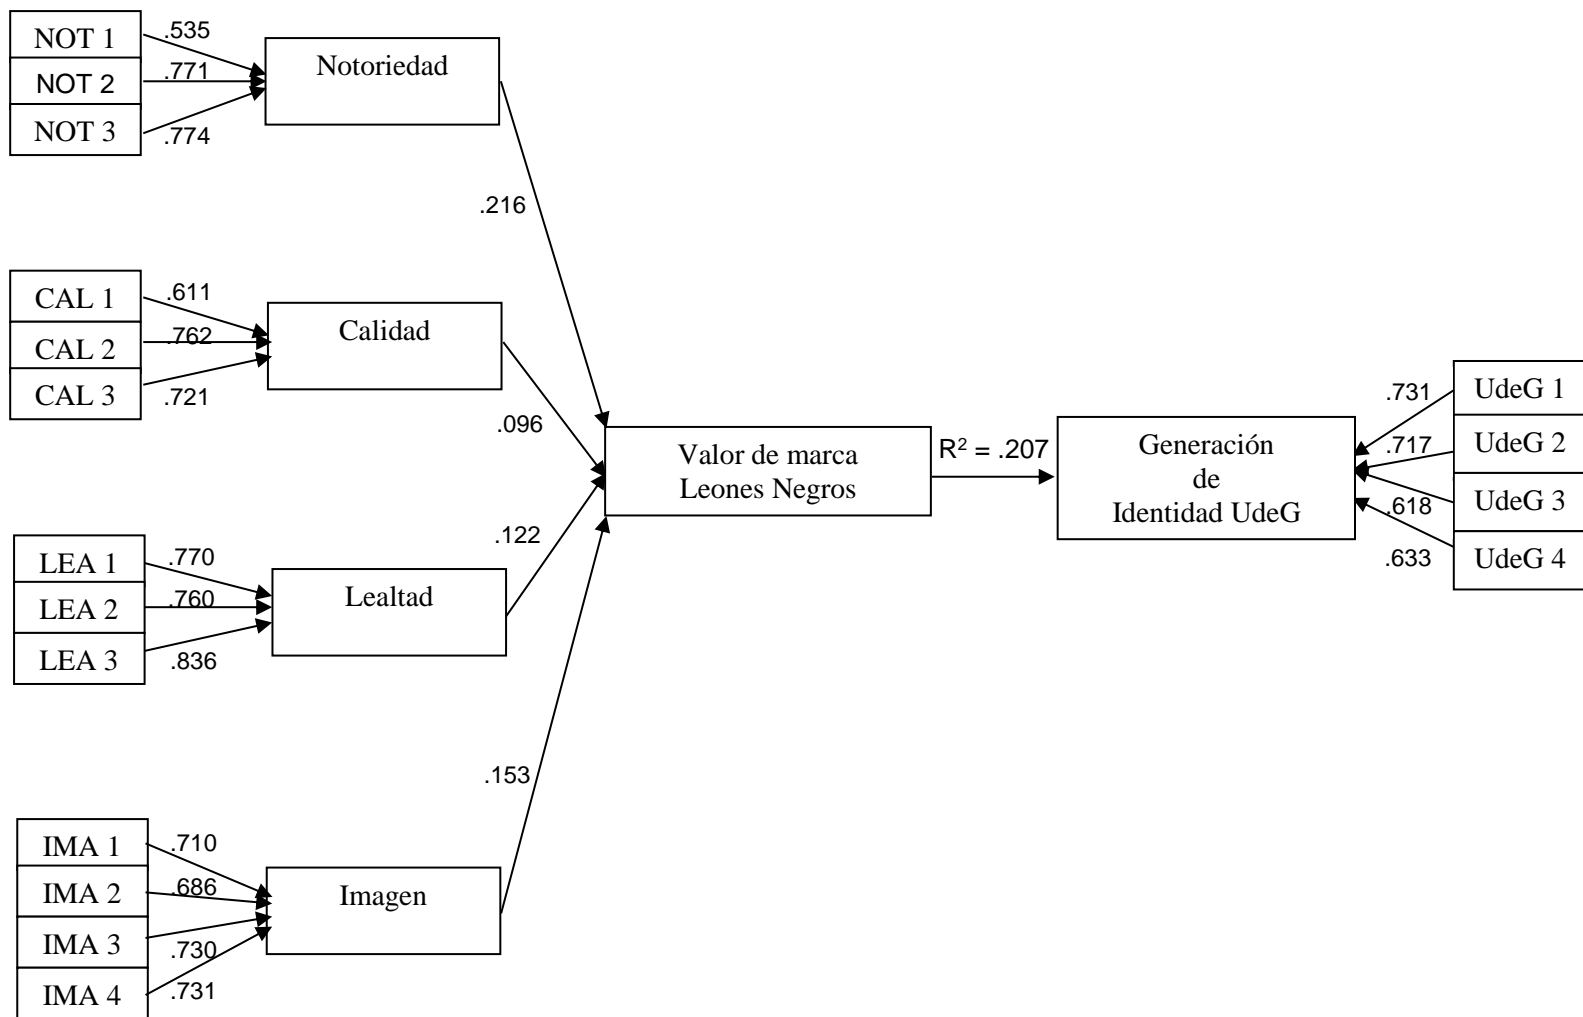 NOT 1
.535
NOT 2
.771
NOT 3
.774
Notoriedad
.216
CAL 1
.611
CAL 2
.762
CAL 3
.721
Calidad
.096
LEA 1
.770
LEA 2
.760
LEA 3
.836
Lealtad
.122
IMA 1
.710
IMA 2
.686
IMA 3
.730
IMA 4
.731
Imagen
.153
Valor de marca
Leones Negros
R² = .207
Generación
de
Identidad UdeG
.731
UdeG 1
.717
UdeG 2
.618
UdeG 3
.633
UdeG 4